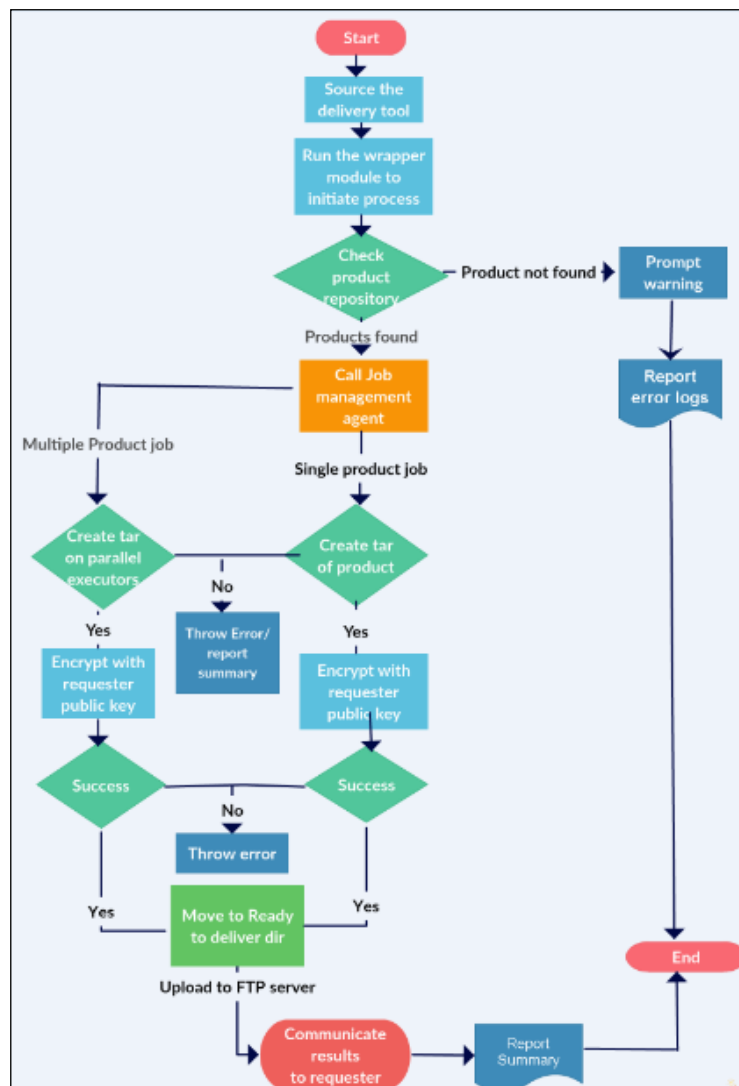 Start
Source the
delivery tool
Run the wrapper
module to
initiate process
Check
product
repository
Product not found
Prompt
warning
Products found
Report
error logs
Call Job
management
agent
Multiple Product job
Single product job
Create tar
on parallel
executors
Create tar
of product
No
Throw Error/
report
summary
Yes
Yes
Encrypt with
requester
public key
Encrypt with
requester
public key
Success
Success
No
Throw error
Yes
Yes
Move to Ready
to deliver dir
Upload to FTP server
End
Communicate
results
to requester
Report
Summary